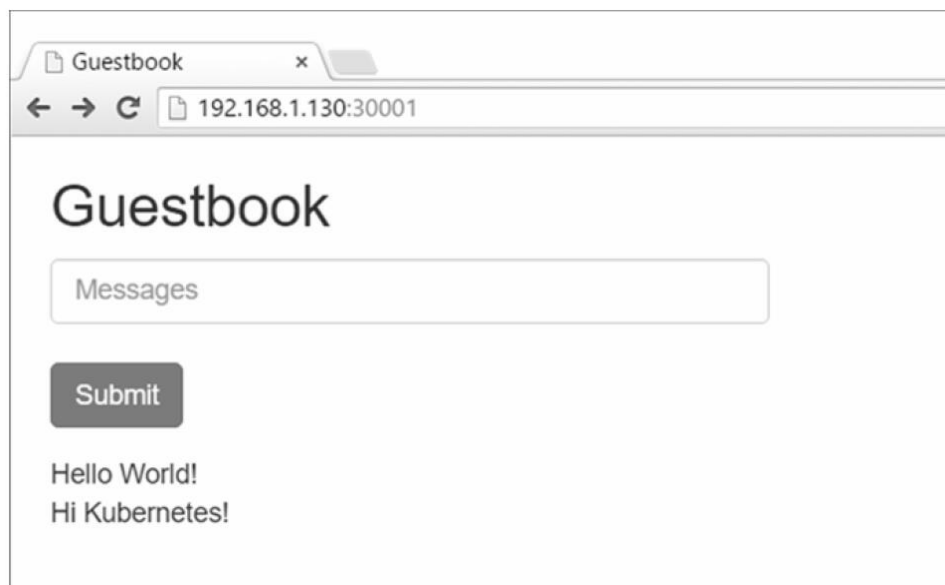 Guestbook
192.168.1.130:30001
Guestbook
Messages
Submit
Hello World!
Hi Kubernetes!